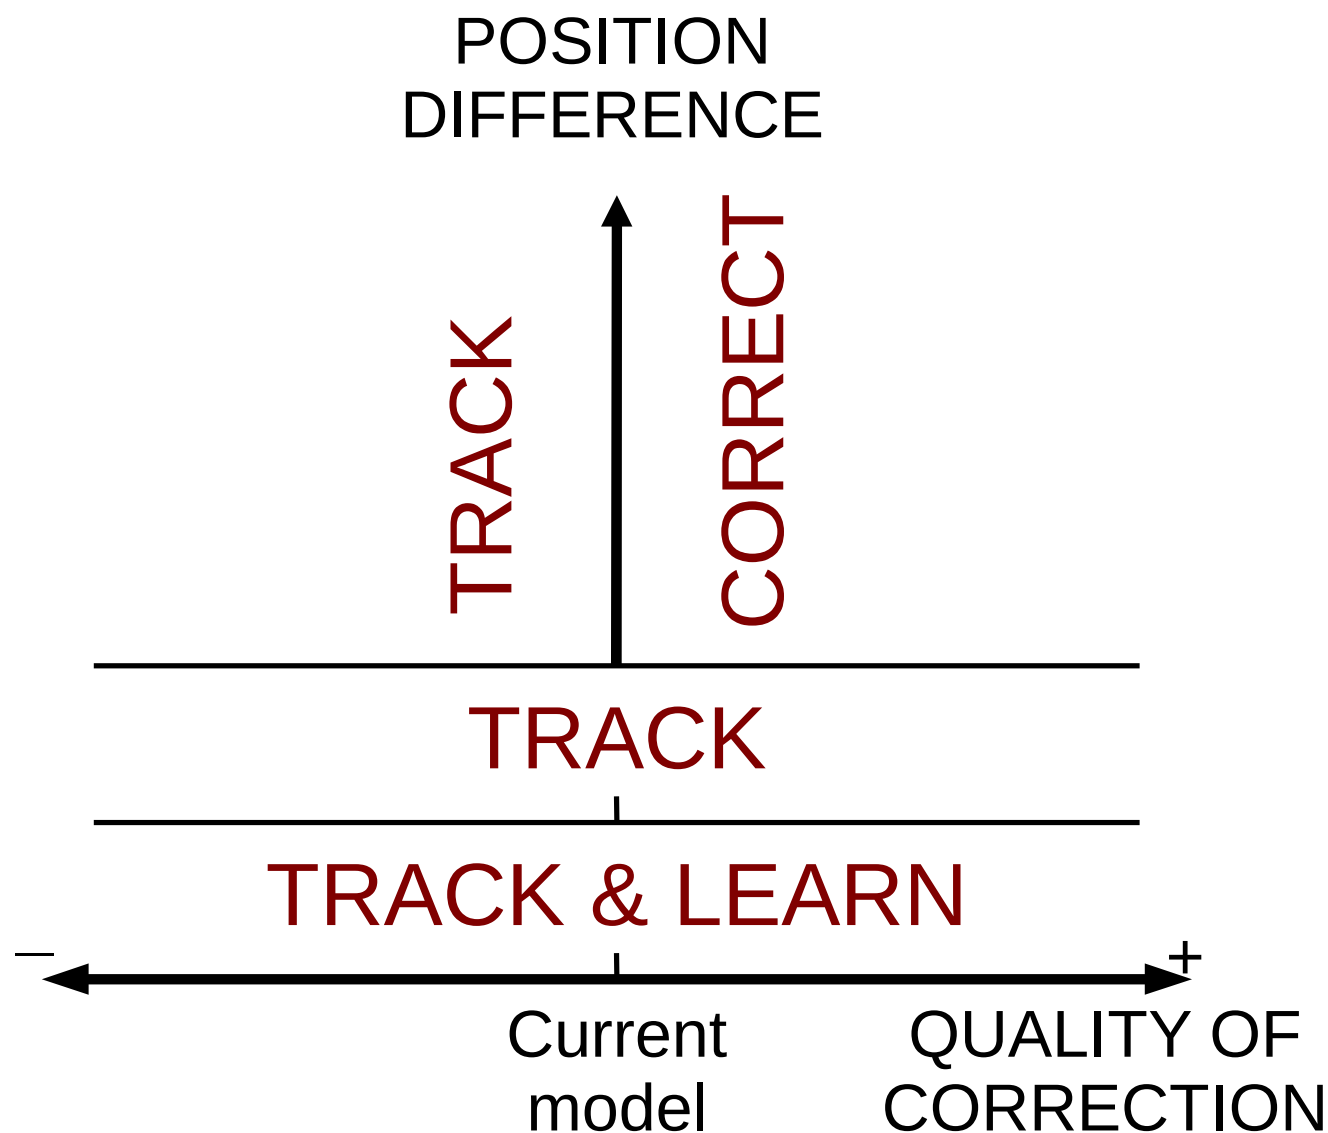 POSITION
DIFFERENCE
TRACK
CORRECT
TRACK
TRACK & LEARN
– +
Current
model
QUALITY OF
CORRECTION